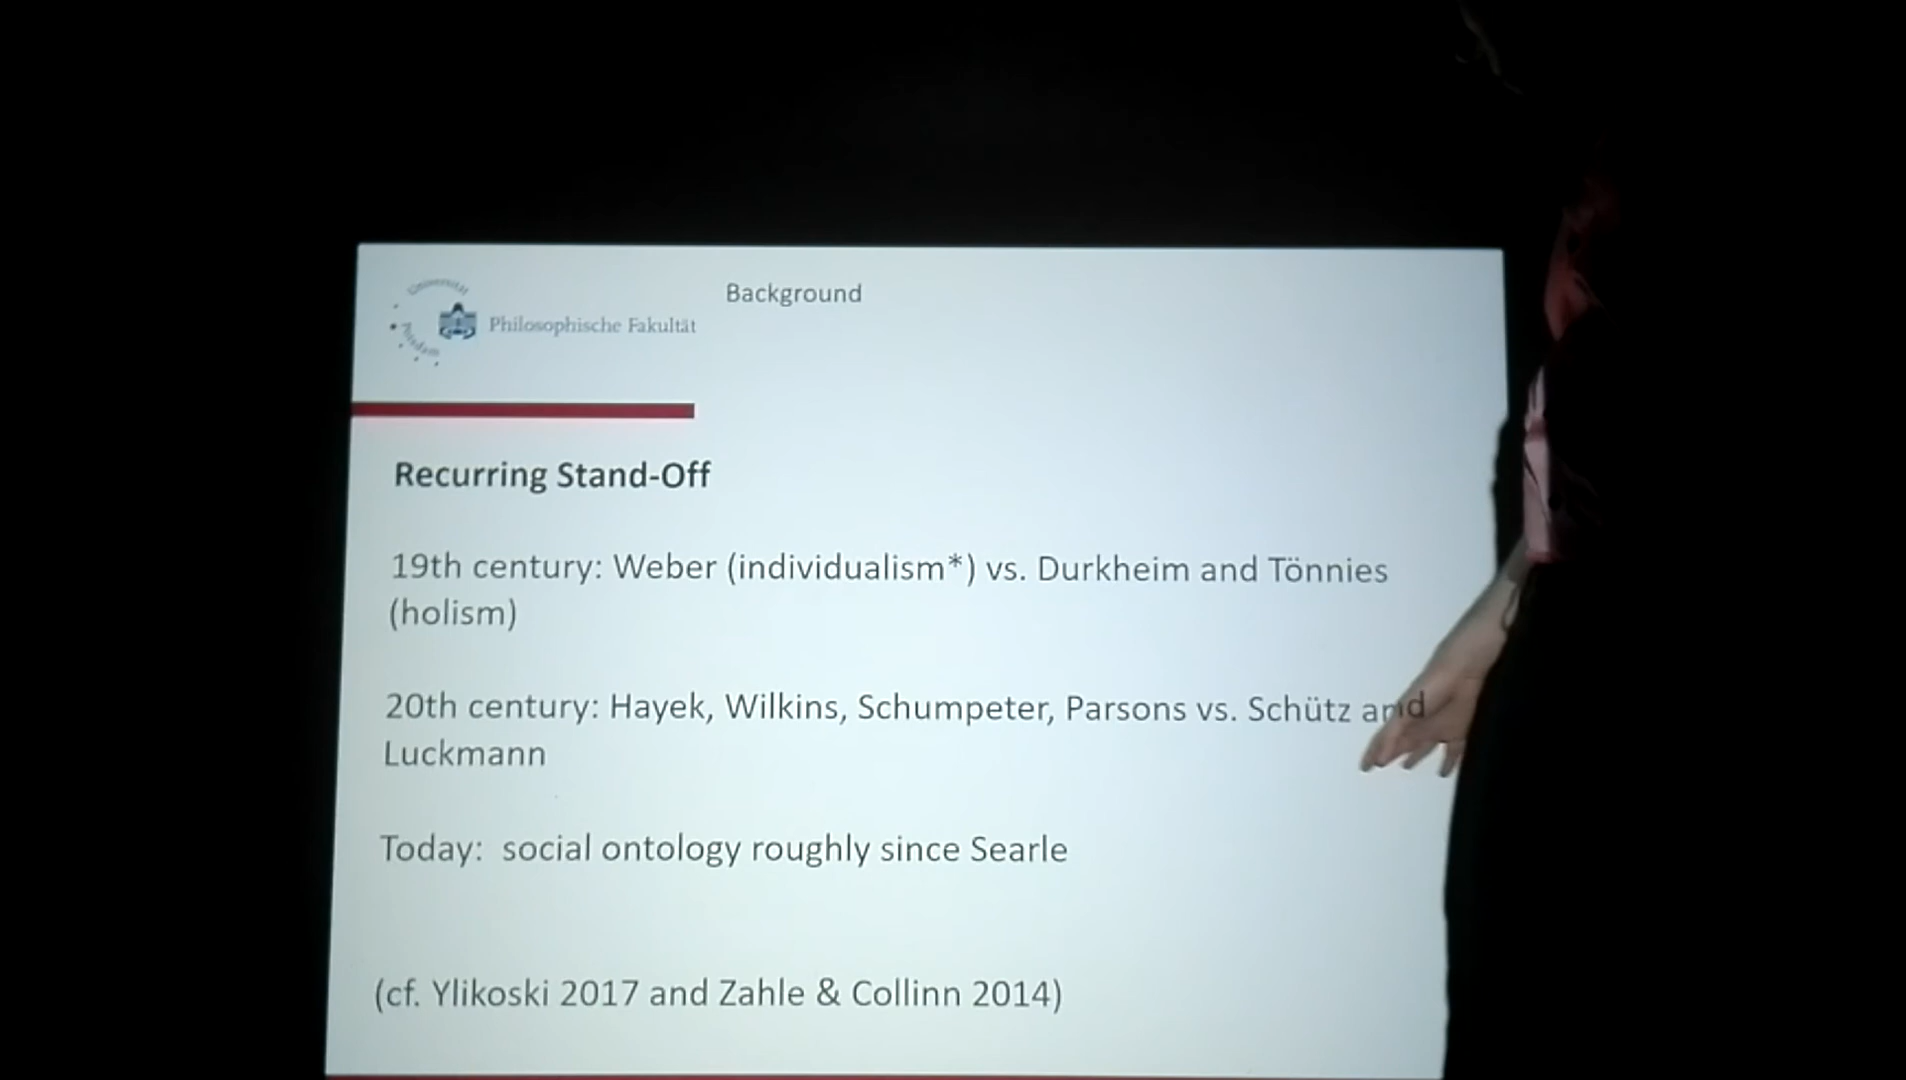 Universität
Potsdam
Philosophische Fakultät
Background
Recurring Stand-Off
19th century: Weber (individualism*) vs. Durkheim and Tönnies
(holism)
20th century: Hayek, Wilkins, Schumpeter, Parsons vs. Schütz and
Luckmann
Today: social ontology roughly since Searle
(cf. Ylikoski 2017 and Zahle & Collinn 2014)